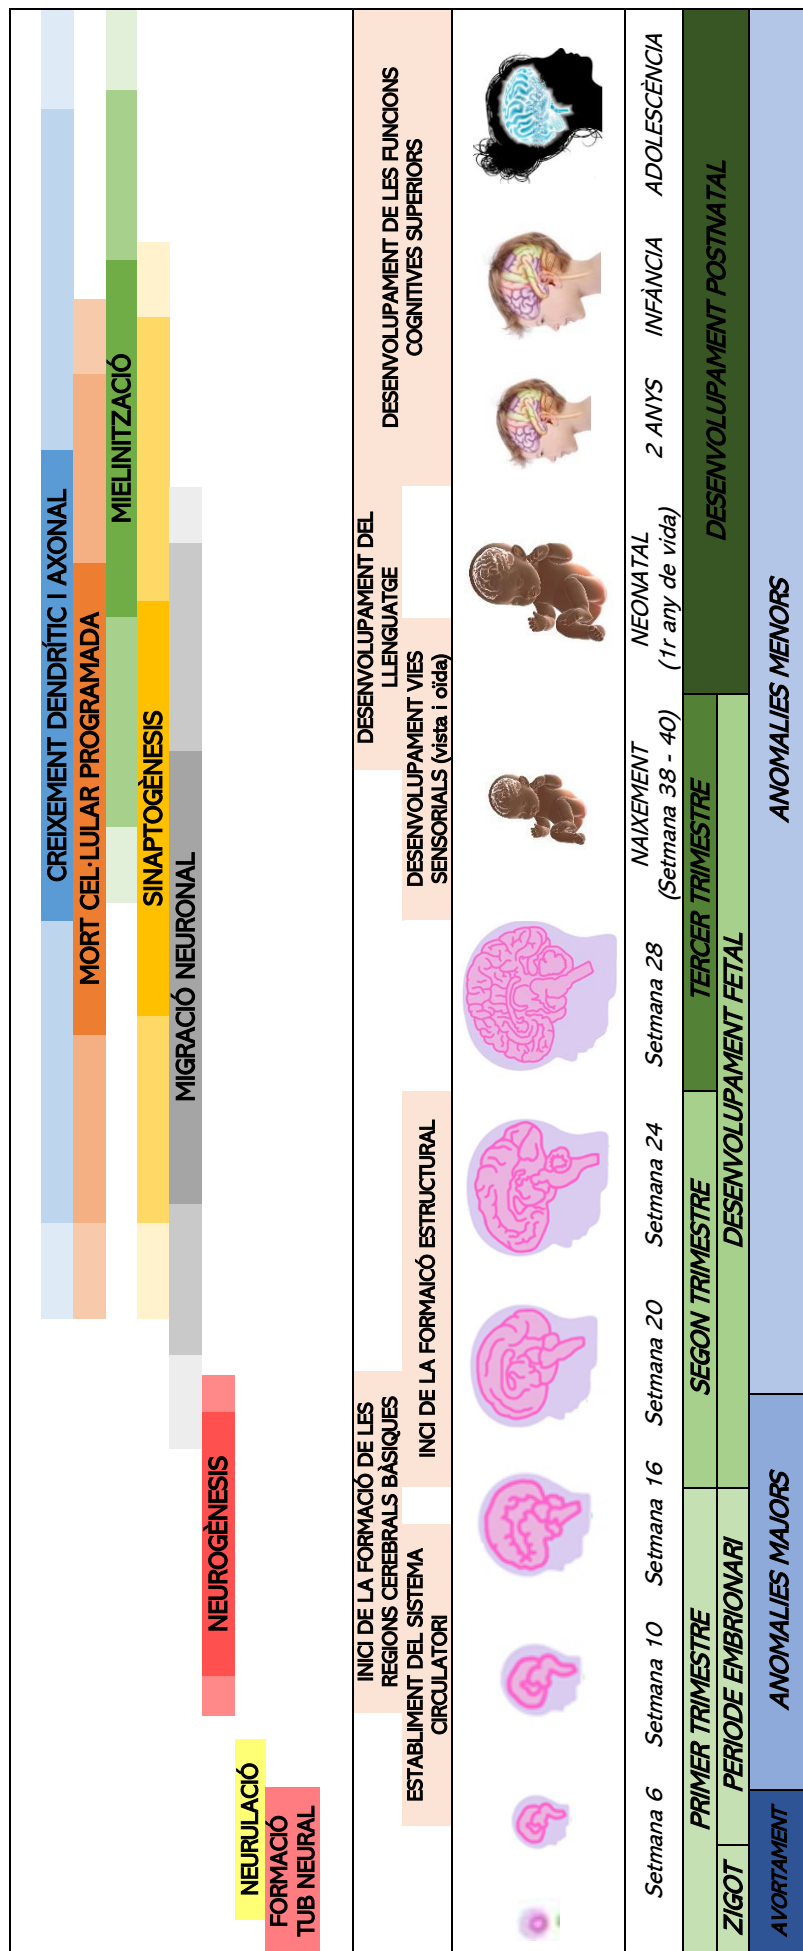 CREIXEMENT DENDRÍTIC I AXONAL
MORT CEL·LULAR PROGRAMADA
MIELINITZACIÓ
SINAPTOGÈNESIS
MIGRACIÓ NEURONAL
NEUROGÈNESIS
NEURULACIÓ
FORMACIÓ
TUB NEURAL
INICI DE LA FORMACIÓ DE LES
REGIONS CEREBRALS BÀSIQUES
DESENVOLUPAMENT DEL
LLENGUATGE
DESENVOLUPAMENT DE LES FUNCIONS
COGNITIVES SUPERIORS
ESTABLIMENT DEL SISTEMA
CIRCULATORI
INCI DE LA FORMAICÓ ESTRUCTURAL
DESENVOLUPAMENT VIES
SENSORIALS (vista i oïda)
Setmana 6
Setmana 10
Setmana 16
Setmana 20
Setmana 24
Setmana 28
NAIXEMENT
(Setmana 38 - 40)
NEONATAL
(1r any de vida)
2 ANYS
INFÀNCIA
ADOLESCÈNCIA
PRIMER TRIMESTRE
SEGON TRIMESTRE
TERCER TRIMESTRE
DESENVOLUPAMENT POSTNATAL
ZIGOT
PERIODE EMBRIONARI
DESENVOLUPAMENT FETAL
AVORTAMENT
ANOMALIES MAJORS
ANOMALIES MENORS